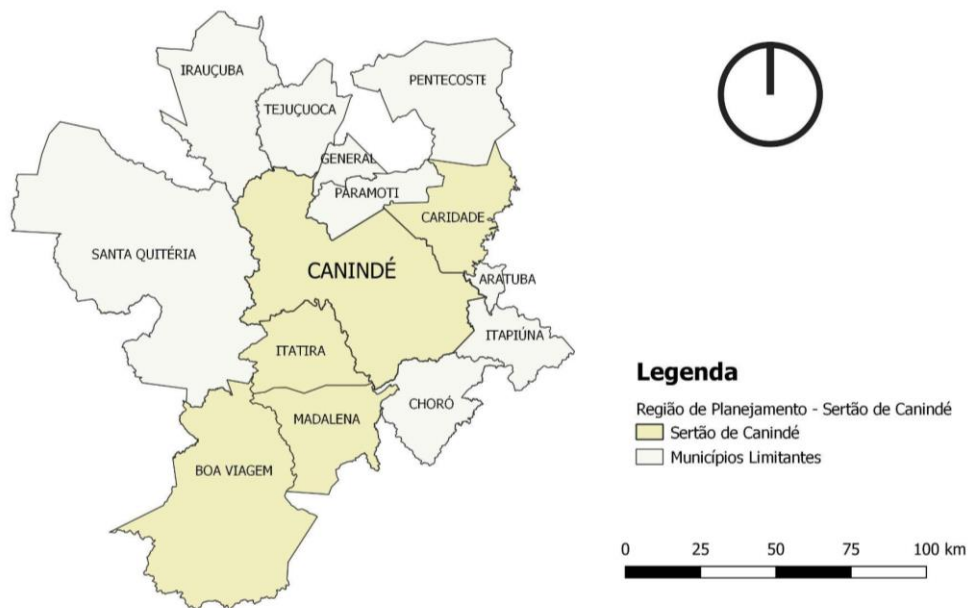 IRAUÇUBA
PENTECOSTE
TEJUÇUOCA
GENERAL
PARAMOTI
CARIDADE
SANTA QUITÉRIA
CANINDÉ
ARATUBA
ITAPIÚNA
ITATIRA
CHORÓ
MADALENA
BOA VIAGEM
Legenda
Região de Planejamento - Sertão de Canindé
Sertão de Canindé
Municípios Limitantes
0 25 50 75 100 km